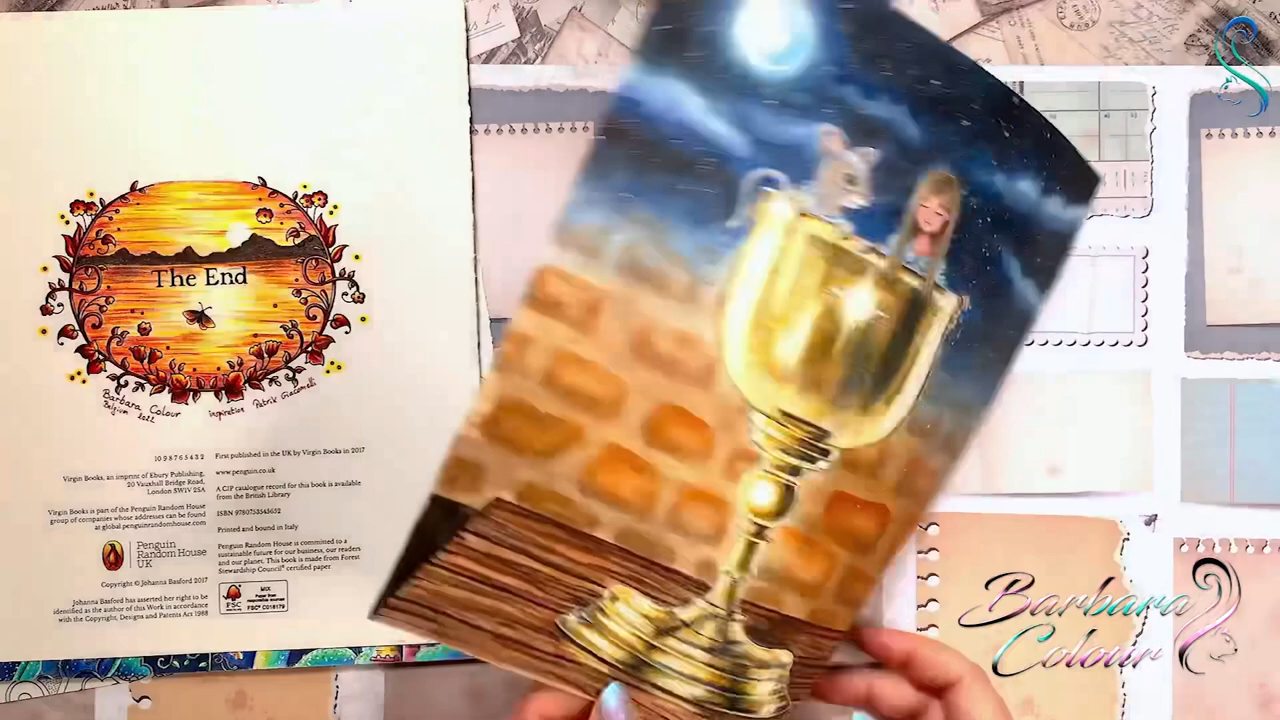 The End
Barbara Colour
Belgium 2022
inspiration Patrik Giacomelli
10 9 8 7 6 5 4 3 2
Virgin Books, an imprint of Ebury Publishing,
20 Vauxhall Bridge Road,
London SW1V 2SA
Virgin Books is part of the Penguin Random House
group of companies whose addresses can be found
at global.penguinrandomhouse.com
Penguin
Random House
UK
Copyright © Johanna Basford 2017
Johanna Basford has asserted her right to be
identified as the author of this Work in accordance
with the Copyright, Designs and Patents Act 1988
First published in the UK by Virgin Books in 2017
www.penguin.co.uk
A CIP catalogue record for this book is available
from the British Library
ISBN 9780753545652
Printed and bound in Italy
Penguin Random House is committed to a
sustainable future for our business, our readers
and our planet. This book is made from Forest
Stewardship Council® certified paper.
FSC
MIX
Paper from
responsible sources
FSC® C018179
Barbara
Colour